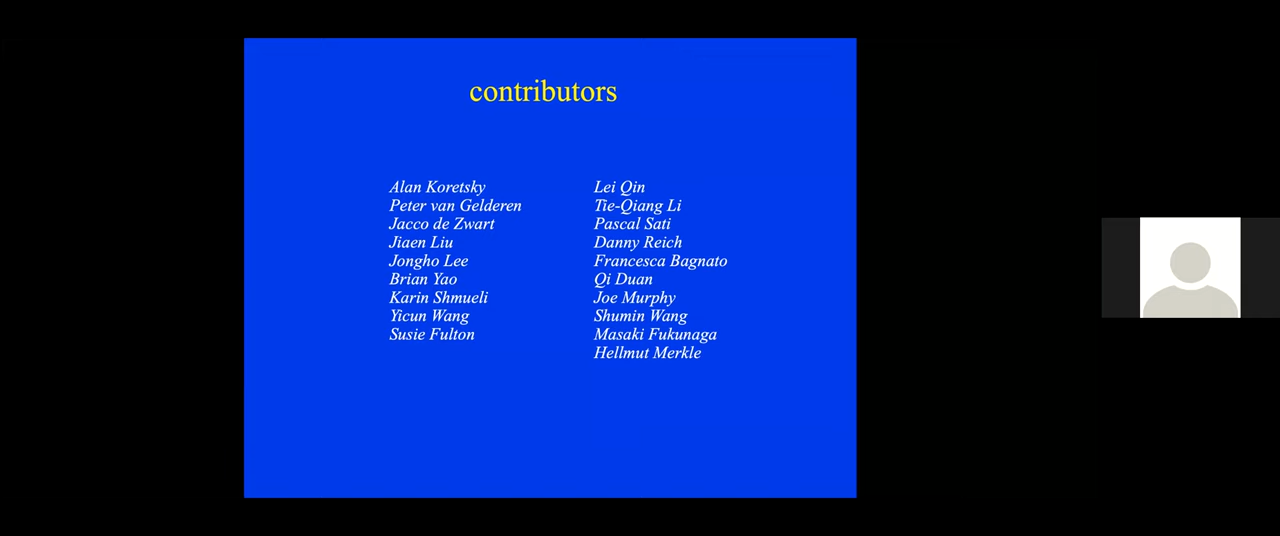 contributors
Alan Koretsky
Peter van Gelderen
Jacco de Zwart
Jiaen Liu
Jongho Lee
Brian Yao
Karin Shmueli
Yicun Wang
Susie Fulton
Lei Qin
Tie-Qiang Li
Pascal Sati
Danny Reich
Francesca Bagnato
Qi Duan
Joe Murphy
Shumin Wang
Masaki Fukunaga
Hellmut Merkle